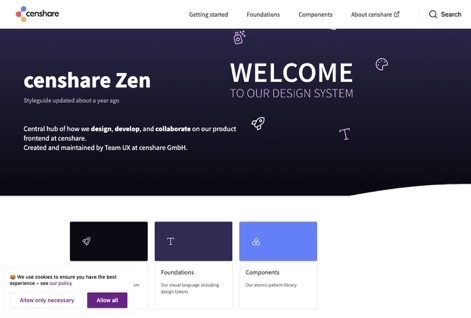 censhare
Getting started
Foundations
Components
About censhare
Search
censhare Zen
Styleguide updated about a year ago
Central hub of how we design, develop, and collaborate on our product
frontend at censhare.
Created and maintained by Team UX at censhare GmbH.
WELCOME
TO OUR DESIGN SYSTEM
Foundations
Our visual language including
design tokens
Components
Our atomic pattern library
🍪 We use cookies to ensure you have the best
experience – see our policy.
Allow only necessary
Allow all